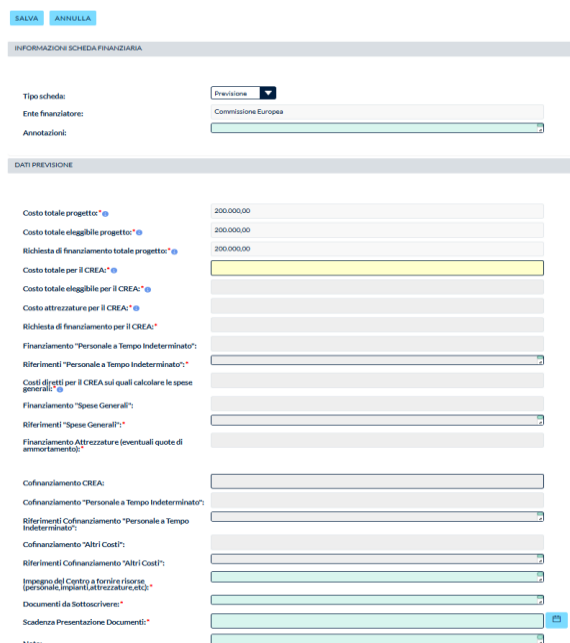 SALVA ANNULLA
INFORMAZIONI SCHEDA FINANZIARIA
Tipo scheda: Previsione
Ente finanziatore: Commissione Europea
Annotazioni:
DATI PREVISIONE
Costo totale progetto:* 200.000,00
Costo totale eleggibile progetto:* 200.000,00
Richiesta di finanziamento totale progetto:* 200.000,00
Costo totale per il CREA:*
Costo totale eleggibile per il CREA:*
Costo attrezzature per il CREA:*
Richiesta di finanziamento per il CREA:*
Finanziamento "Personale a Tempo Indeterminato":
Riferimenti "Personale a Tempo Indeterminato":*
Costi diretti per il CREA sui quali calcolare le spese
generali:*
Finanziamento "Spese Generali":
Riferimenti "Spese Generali":*
Finanziamento Attrezzature (eventuali quote di
ammortamento):*
Cofinanziamento CREA:
Cofinanziamento "Personale a Tempo Indeterminato":
Riferimenti Cofinanziamento "Personale a Tempo
Indeterminato":
Cofinanziamento "Altri Costi":
Riferimenti Cofinanziamento "Altri Costi":
Impegno del Centro a fornire risorse
(personale,impianti,attrezzature,etc):*
Documenti da Sottoscrivere:*
Scadenza Presentazione Documenti:*
Note: